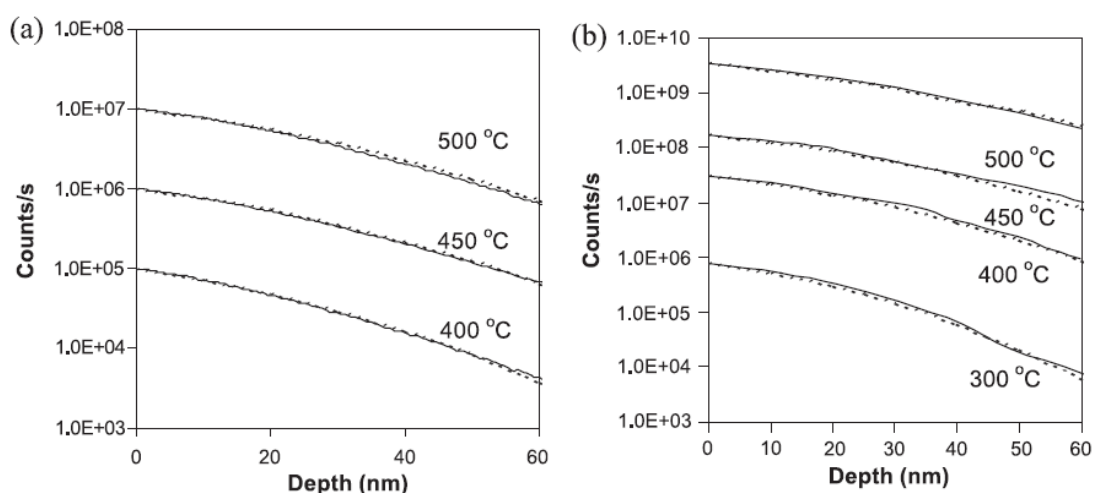 (a)
1.0E+08
1.0E+07
1.0E+06
1.0E+05
1.0E+04
1.0E+03
Counts/s
500 °C
450 °C
400 °C
0 20 40 60
Depth (nm)
(b)
1.0E+10
1.0E+09
1.0E+08
1.0E+07
1.0E+06
1.0E+05
1.0E+04
1.0E+03
Counts/s
500 °C
450 °C
400 °C
300 °C
0 10 20 30 40 50 60
Depth (nm)